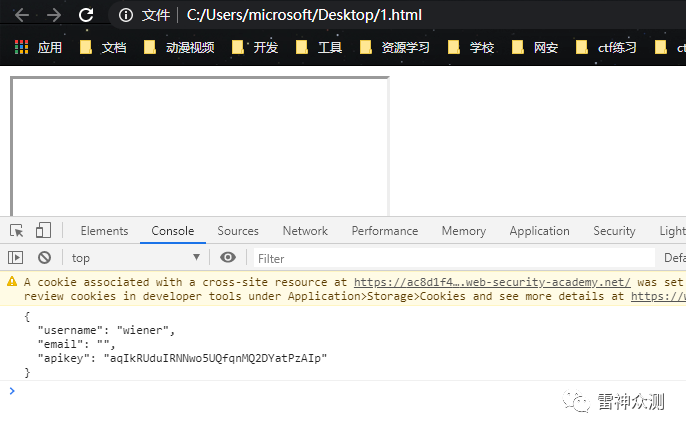 文件 C:/Users/microsoft/Desktop/1.html
应用 文档 动漫视频 开发 工具 资源学习 学校 网安 ctf练习
Elements Console Sources Network Performance Memory Application Security Light
top Filter Defa
A cookie associated with a cross-site resource at https://ac8d1f4….web-security-academy.net/ was set
review cookies in developer tools under Application>Storage>Cookies and see more details at https://w
{
"username": "wiener",
"email": "",
"apikey": "aqIkRUduIRNNwo5UQfqnMQ2DYatPzAIp"
}
雷神众测